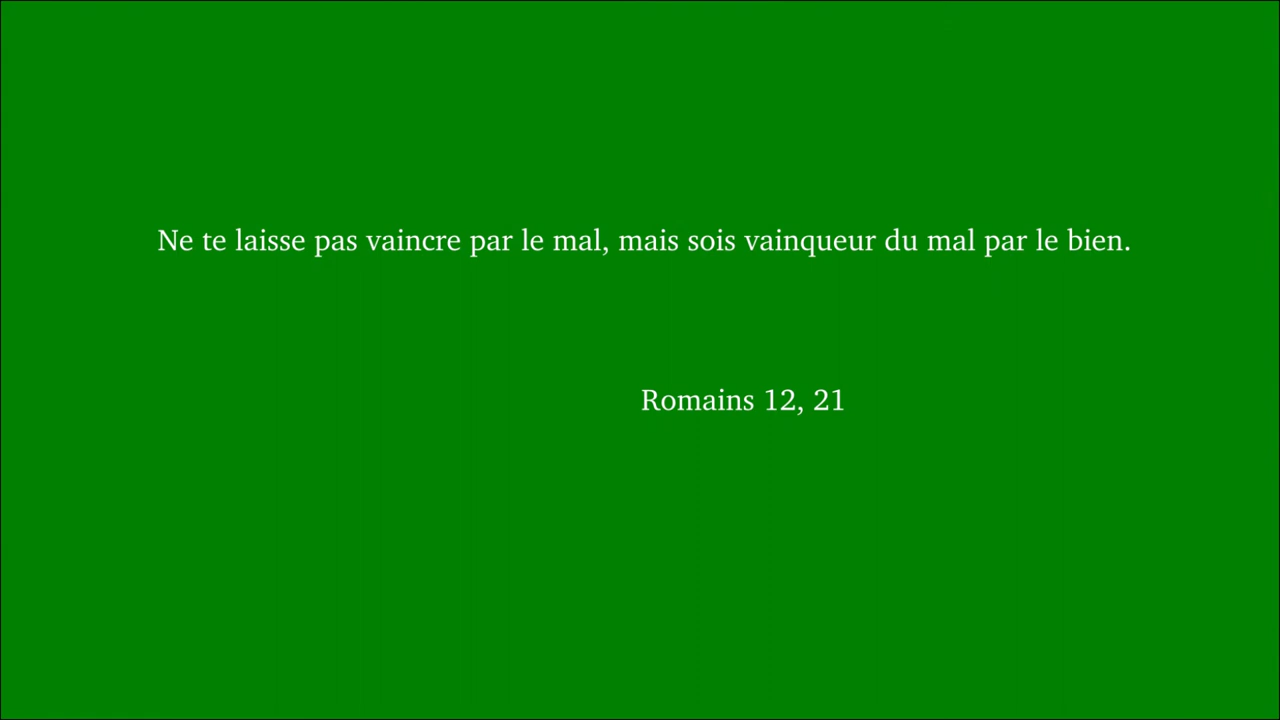 Ne te laisse pas vaincre par le mal, mais sois vainqueur du mal par le bien.
Romains 12, 21